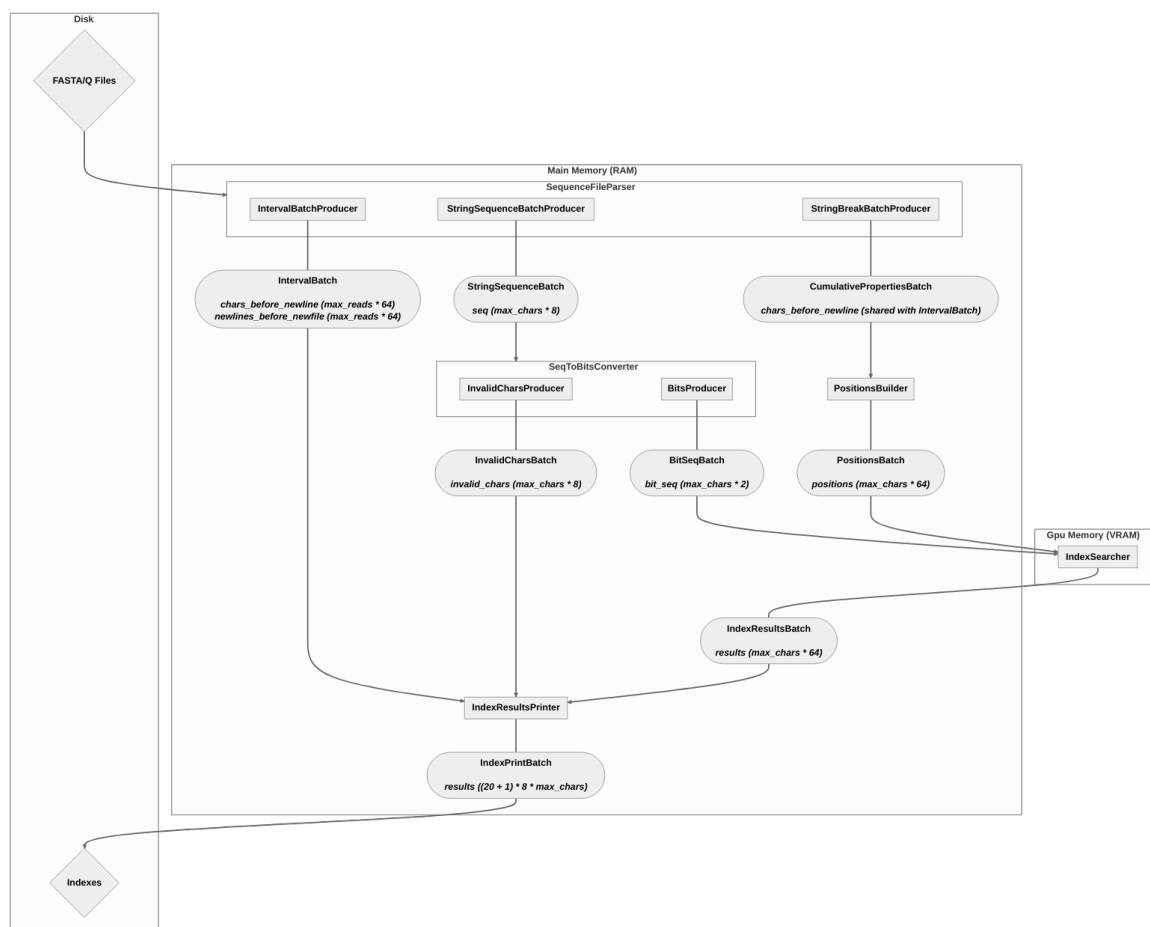 Disk
FASTA/Q Files
Main Memory (RAM)
SequenceFileParser
IntervalBatchProducer
StringSequenceBatchProducer
StringBreakBatchProducer
IntervalBatch
chars_before_newline (max_reads * 64)
newlines_before_newfile (max_reads * 64)
StringSequenceBatch
seq (max_chars * 8)
CumulativePropertiesBatch
chars_before_newline (shared with IntervalBatch)
SeqToBitsConverter
InvalidCharsProducer
BitsProducer
PositionsBuilder
InvalidCharsBatch
invalid_chars (max_chars * 8)
BitSeqBatch
bit_seq (max_chars * 2)
PositionsBatch
positions (max_chars * 64)
Gpu Memory (VRAM)
IndexSearcher
IndexResultsBatch
results (max_chars * 64)
IndexResultsPrinter
IndexPrintBatch
results ((20 + 1) * 8 * max_chars)
Indexes